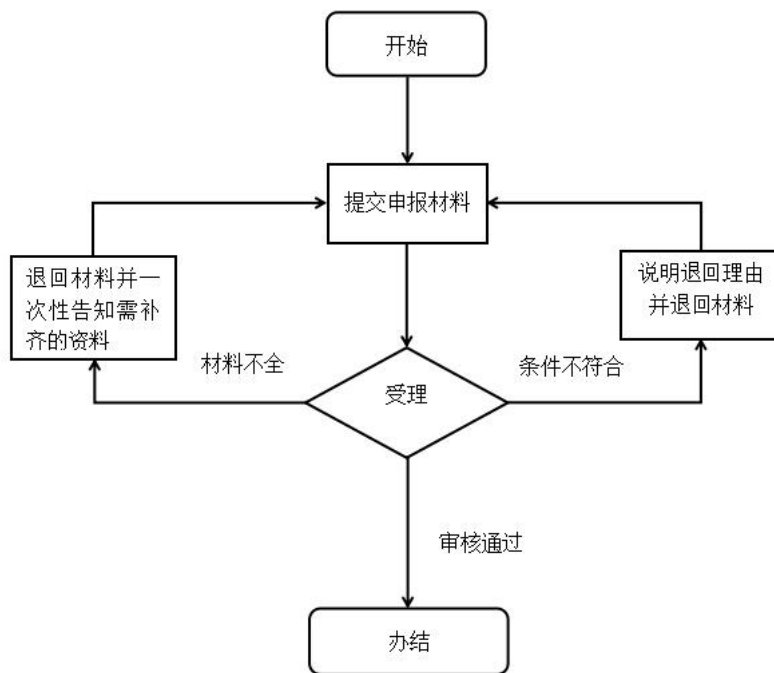 开始
提交申报材料
退回材料并一
次性告知需补
齐的资料
说明退回理由
并退回材料
材料不全
受理
条件不符合
审核通过
办结